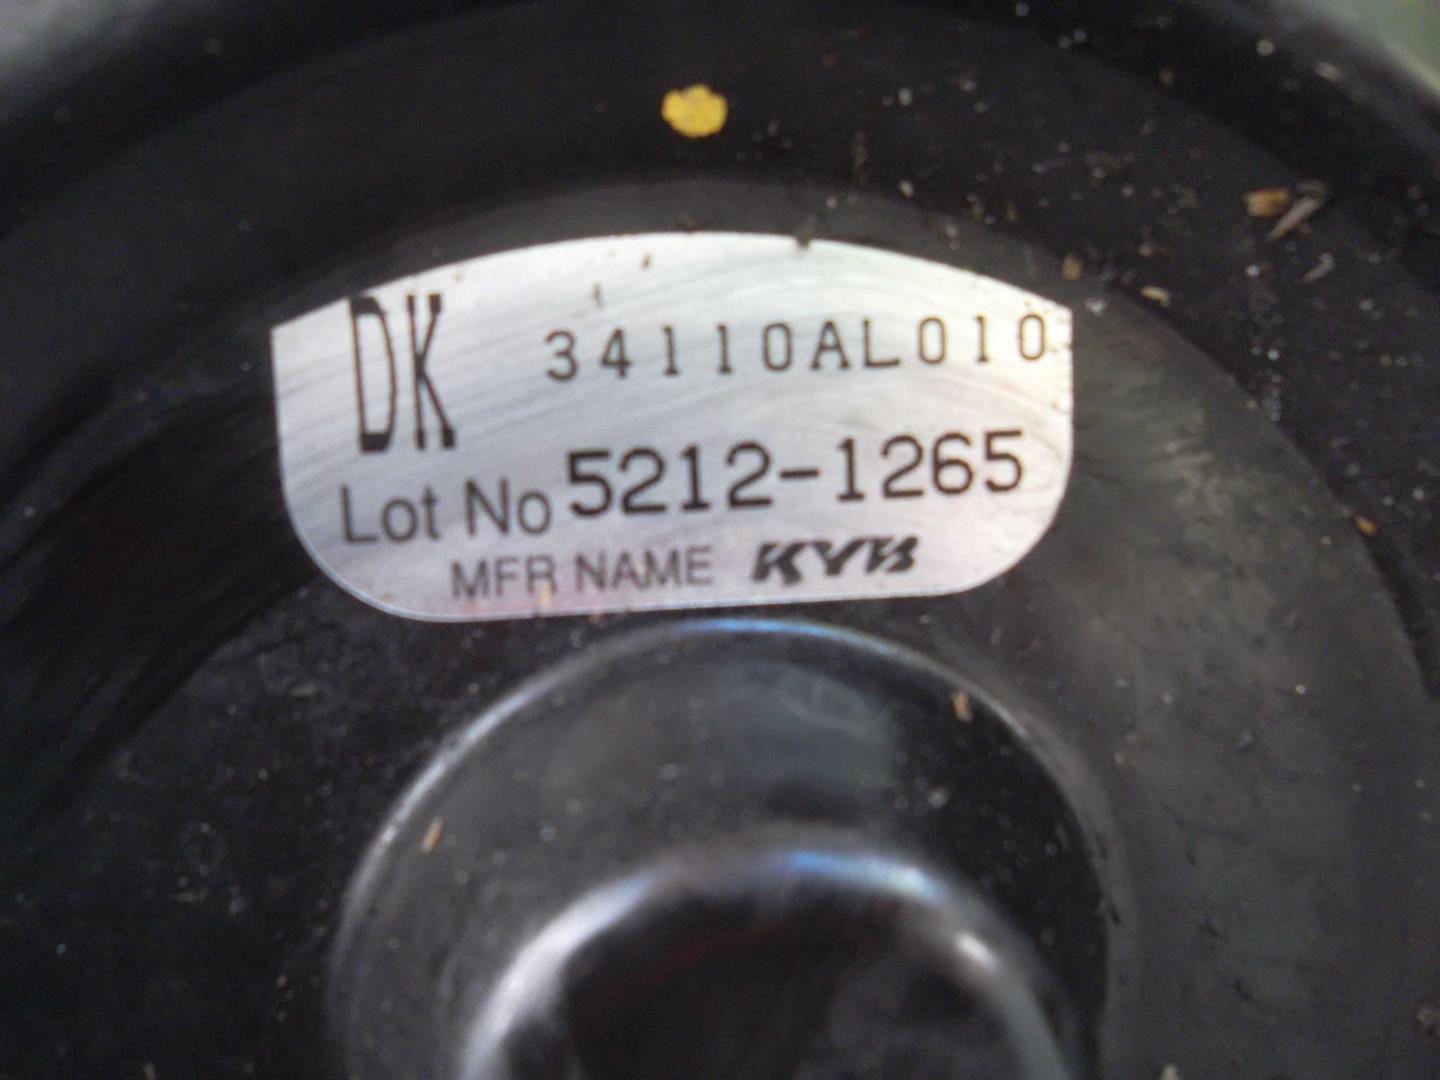 DK 34110AL010
Lot No 5212-1265
MFR NAME KYB